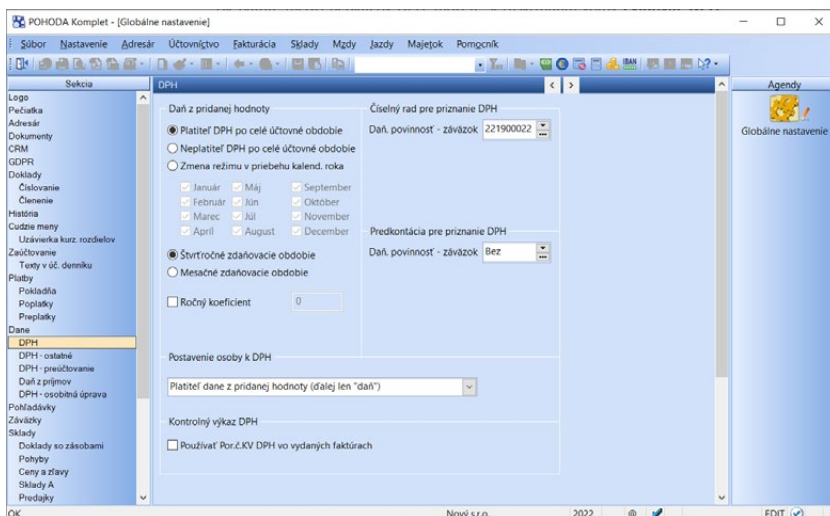 POHODA Komplet - [Globálne nastavenie]
Súbor Nastavenie Adresár Účtovníctvo Fakturácia Sklady Mzdy Jazdy Majetok Pomocník
IBAN
Sekcia
Logo
Pečiatka
Adresár
Dokumenty
CRM
GDPR
Doklady
Číslovanie
Členenie
História
Cudzie meny
Uzávierka kurz. rozdielov
Zaúčtovanie
Texty v úč. denníku
Platby
Pokladňa
Poplatky
Preplatky
Dane
DPH
DPH - ostatné
DPH - preúčtovanie
Daň z príjmov
DPH - osobitná úprava
Pohľadávky
Záväzky
Sklady
Doklady so zásobami
Pohyby
Ceny a zľavy
Sklady A
Predajky
DPH
Daň z pridanej hodnoty
Platiteľ DPH po celé účtovné obdobie
Neplatiteľ DPH po celé účtovné obdobie
Zmena režimu v priebehu kalend. roka
Január Máj September
Február Jún Október
Marec Júl November
Apríl August December
Štvrťročné zdaňovacie obdobie
Mesačné zdaňovacie obdobie
Ročný koeficient 0
Číselný rad pre priznanie DPH
Daň. povinnosť - záväzok 221900022
Predkontácia pre priznanie DPH
Daň. povinnosť - záväzok Bez
Postavenie osoby k DPH
Platiteľ dane z pridanej hodnoty (ďalej len "daň")
Kontrolný výkaz DPH
Používať Por.č.KV DPH vo vydaných faktúrach
Agendy
Globálne nastavenie
OK Nový s.r.o. 2022 @ EDIT